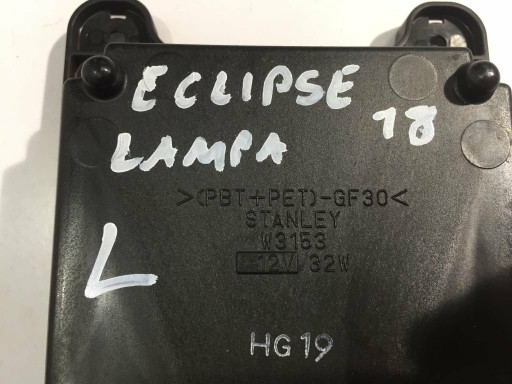 ECLIPSE
18
LAMPA
>(PBT+PET)-GF30<
STANLEY
W3153
L
12V/32W
HG19